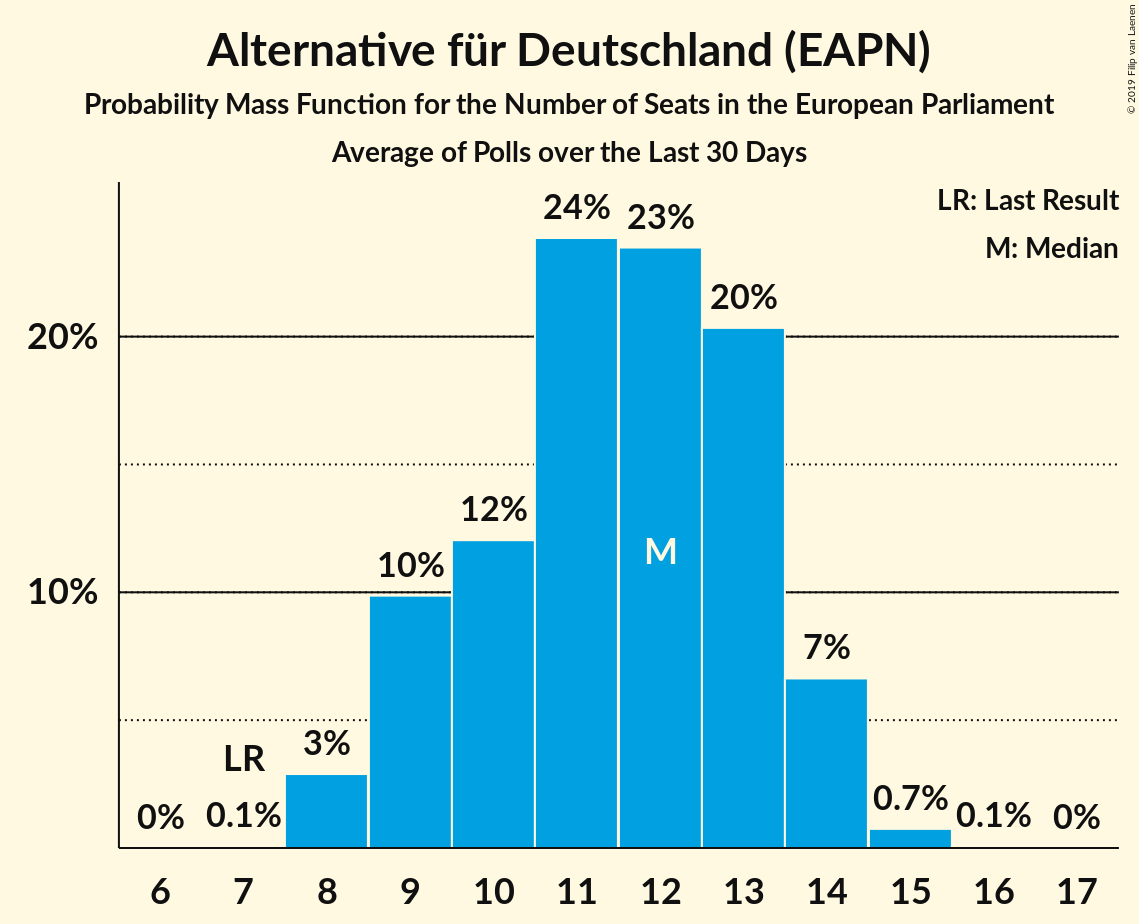 Alternative für Deutschland (EAPN)
Probability Mass Function for the Number of Seats in the European Parliament
Average of Polls over the Last 30 Days
© 2019 Filip van Laenen
LR: Last Result
M: Median
24%
23%
20%
20%
12%
10%
M
10%
7%
LR
3%
0%
0.1%
0.7%
0.1%
0%
6 7 8 9 10 11 12 13 14 15 16 17